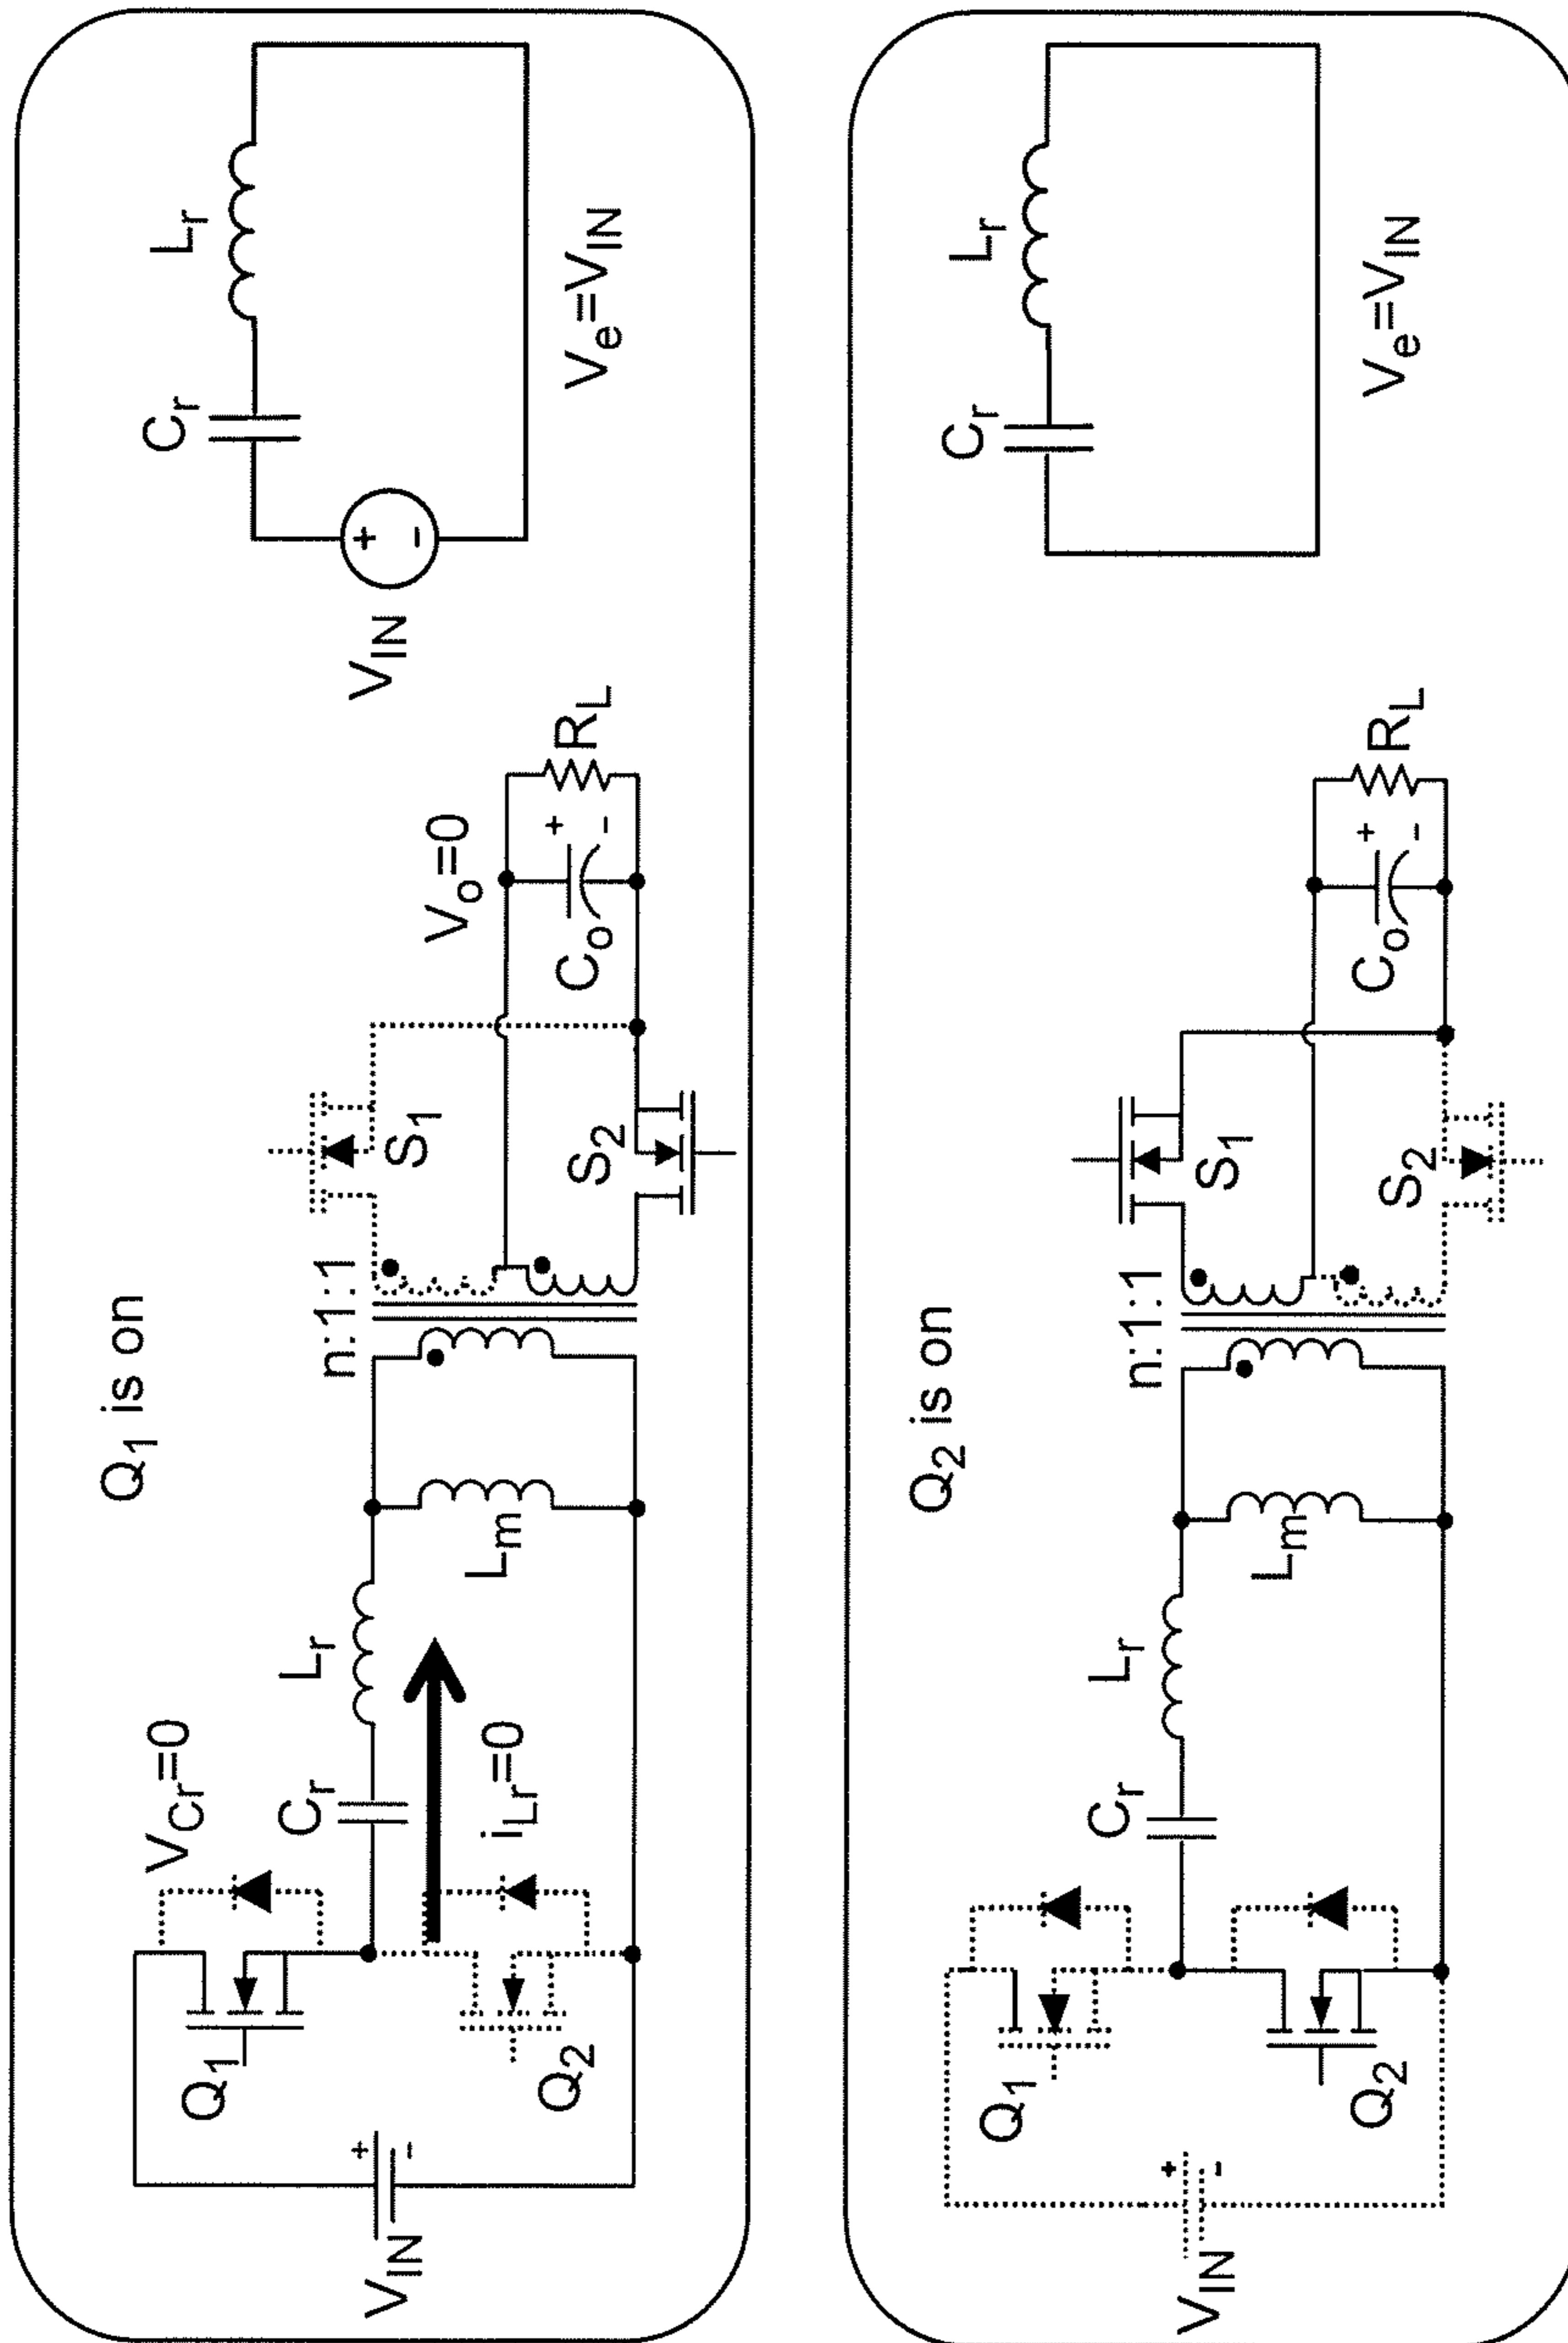 Q1 is on
VIN
+
-
Q1
Q2
VCr=0
Cr
Lr
iLr=0
Lm
n:1:1
S1
S2
Vo=0
Co
+
-
RL
VIN
+
-
Cr
Lr
Ve=VIN
Q2 is on
VIN
+
-
Q1
Q2
Cr
Lr
Lm
n:1:1
S1
S2
Co
+
-
RL
Cr
Lr
Ve=VIN